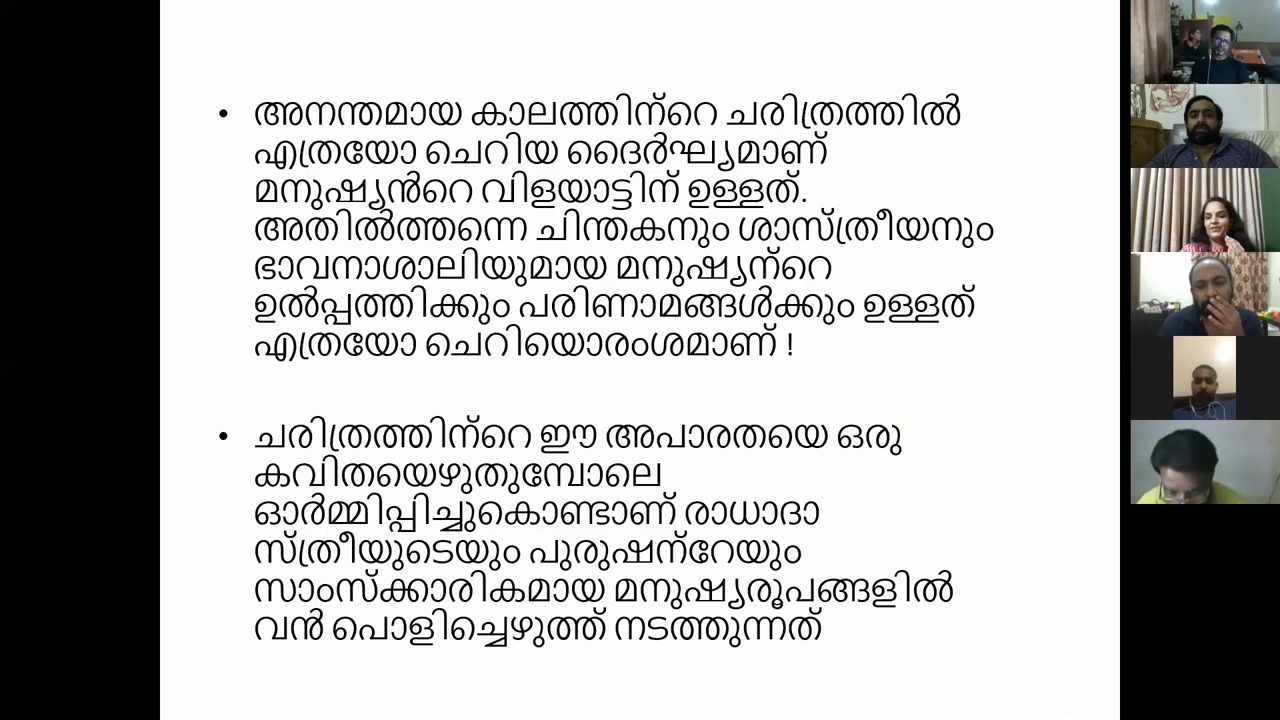 • അനന്തമായ കാലത്തിന്റെ ചരിത്രത്തിൽ
എത്രയോ ചെറിയ ദൈർഘ്യമാണ്
മനുഷ്യൻറെ വിളയാട്ടിന് ഉള്ളത്.
അതിൽത്തന്നെ ചിന്തകനും ശാസ്ത്രീയനും
ഭാവനാശാലിയുമായ മനുഷ്യന്റെ
ഉൽപ്പത്തിക്കും പരിണാമങ്ങൾക്കും ഉള്ളത്
എത്രയോ ചെറിയൊരംശമാണ് !
• ചരിത്രത്തിന്റെ ഈ അപാരതയെ ഒരു
കവിതയെഴുതുമ്പോലെ
ഓർമ്മിപ്പിച്ചുകൊണ്ടാണ് രാധാദാ
സ്ത്രീയുടെയും പുരുഷന്റേയും
സാംസ്ക്കാരികമായ മനുഷ്യരൂപങ്ങളിൽ
വൻ പൊളിച്ചെഴുത്ത് നടത്തുന്നത്